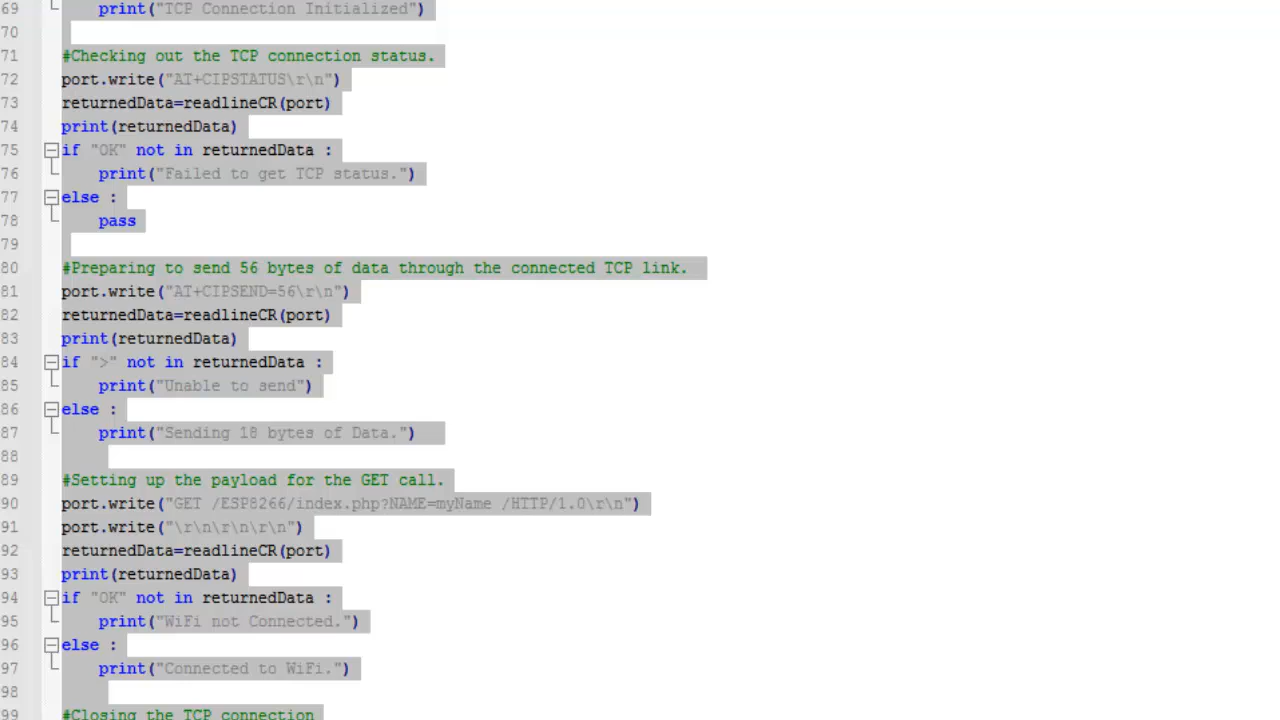 69 print("TCP Connection Initialized")
70
71 #Checking out the TCP connection status.
72 port.write("AT+CIPSTATUS\r\n")
73 returnedData=readlineCR(port)
74 print(returnedData)
75 if "OK" not in returnedData :
76 print("Failed to get TCP status.")
77 else :
78 pass
79
80 #Preparing to send 56 bytes of data through the connected TCP link.
81 port.write("AT+CIPSEND=56\r\n")
82 returnedData=readlineCR(port)
83 print(returnedData)
84 if ">" not in returnedData :
85 print("Unable to send")
86 else :
87 print("Sending 18 bytes of Data.")
88
89 #Setting up the payload for the GET call.
90 port.write("GET /ESP8266/index.php?NAME=myName /HTTP/1.0\r\n")
91 port.write("\r\n\r\n\r\n")
92 returnedData=readlineCR(port)
93 print(returnedData)
94 if "OK" not in returnedData :
95 print("WiFi not Connected.")
96 else :
97 print("Connected to WiFi.")
98
99 #Closing the TCP connection